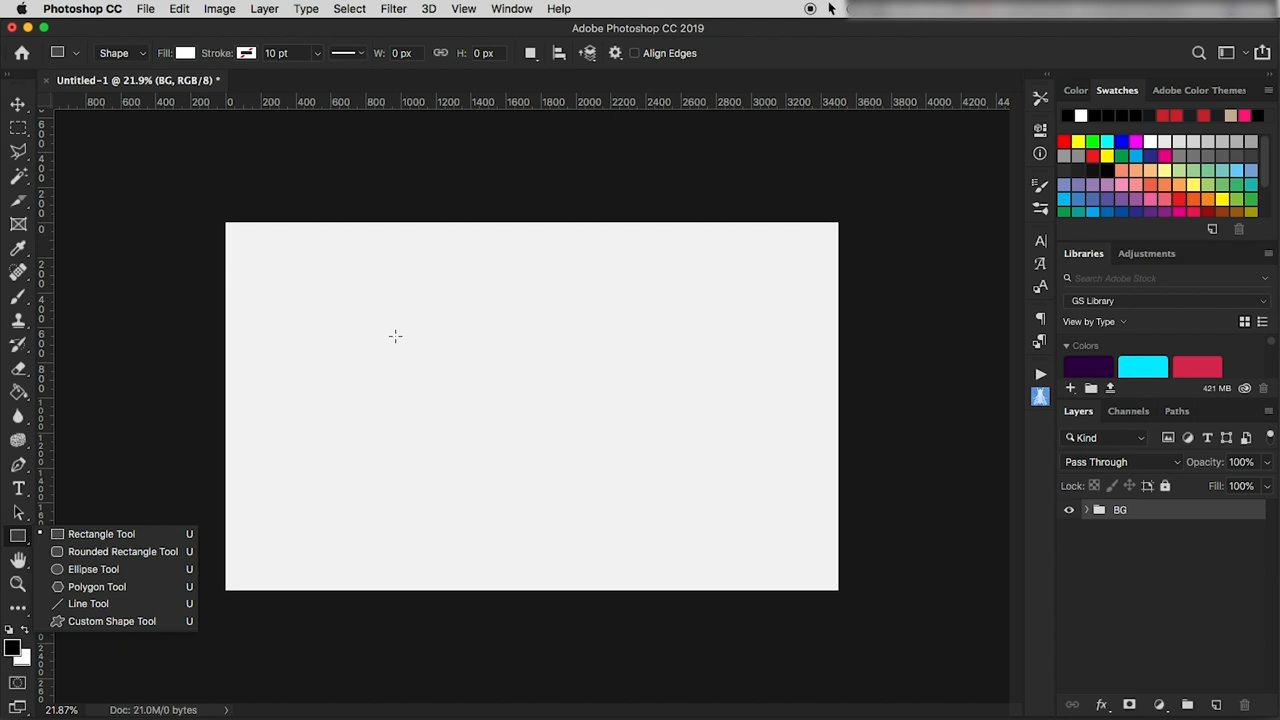 Photoshop CC File Edit Image Layer Type Select Filter 3D View Window Help
Adobe Photoshop CC 2019
Shape Fill: Stroke: 10 pt W: 0 px H: 0 px Align Edges
× Untitled-1 @ 21.9% (BG, RGB/8) *
800 600 400 200 0 200 400 600 800 1000 1200 1400 1600 1800 2000 2200 2400 2600 2800 3000 3200 3400 3600 3800 4000 4200 44
Color Swatches Adobe Color Themes
Libraries Adjustments
Search Adobe Stock
GS Library
View by Type
Colors
421 MB
Layers Channels Paths
Kind
Pass Through Opacity: 100%
Lock: Fill: 100%
BG
Rectangle Tool U
Rounded Rectangle Tool U
Ellipse Tool U
Polygon Tool U
Line Tool U
Custom Shape Tool U
21.87% Doc: 21.0M/0 bytes